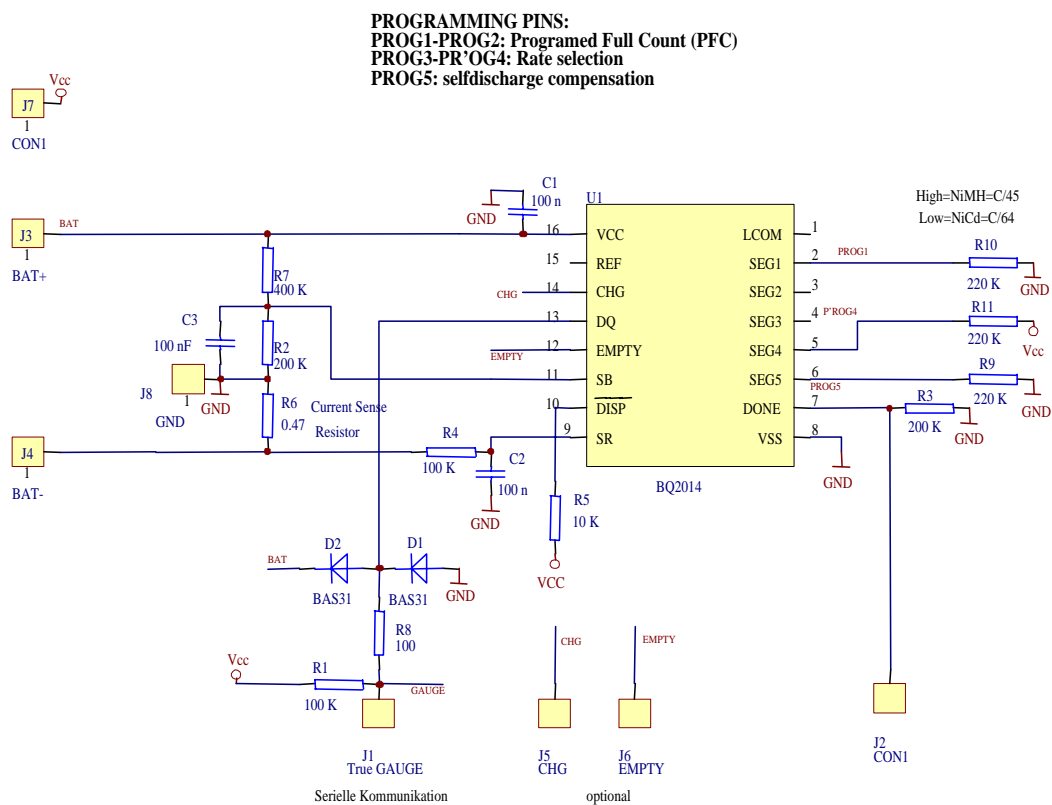 PROGRAMMING PINS:
PROG1-PROG2: Programed Full Count (PFC)
PROG3-PR'OG4: Rate selection
PROG5: selfdischarge compensation
Vcc
J7
1
CON1
J3
BAT
1
BAT+
C1
100 n
GND
U1
High=NiMH=C/45
Low=NiCd=C/64
16
VCC
LCOM
1
15
REF
SEG1
2
PROG1
R10
220 K
GND
CHG
14
CHG
SEG2
3
13
DQ
SEG3
4
P'ROG4
R11
220 K
Vcc
EMPTY
12
EMPTY
SEG4
5
11
SB
SEG5
6
PROG5
R9
220 K
GND
10
DISP
DONE
7
R3
200 K
GND
9
SR
VSS
8
GND
BQ2014
R7
400 K
C3
100 nF
R2
200 K
J8
1
GND
GND
R6
0.47
Current Sense
Resistor
J4
1
BAT-
R4
100 K
C2
100 n
GND
R5
10 K
VCC
BAT
D2
BAS31
D1
BAS31
GND
R8
100
Vcc
R1
100 K
GAUGE
J1
True GAUGE
Serielle Kommunikation
CHG
J5
CHG
EMPTY
J6
EMPTY
optional
J2
CON1